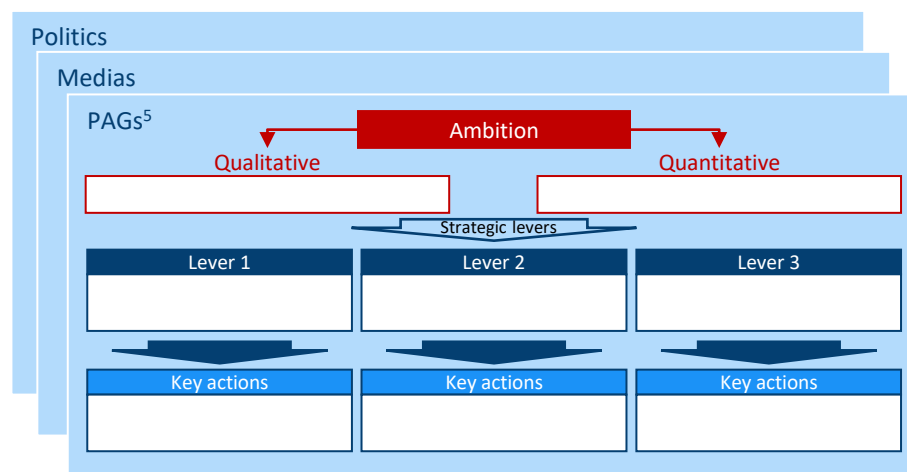 Politics
Medias
PAGs⁵
Ambition
Qualitative
Quantitative
Strategic levers
Lever 1
Lever 2
Lever 3
Key actions
Key actions
Key actions